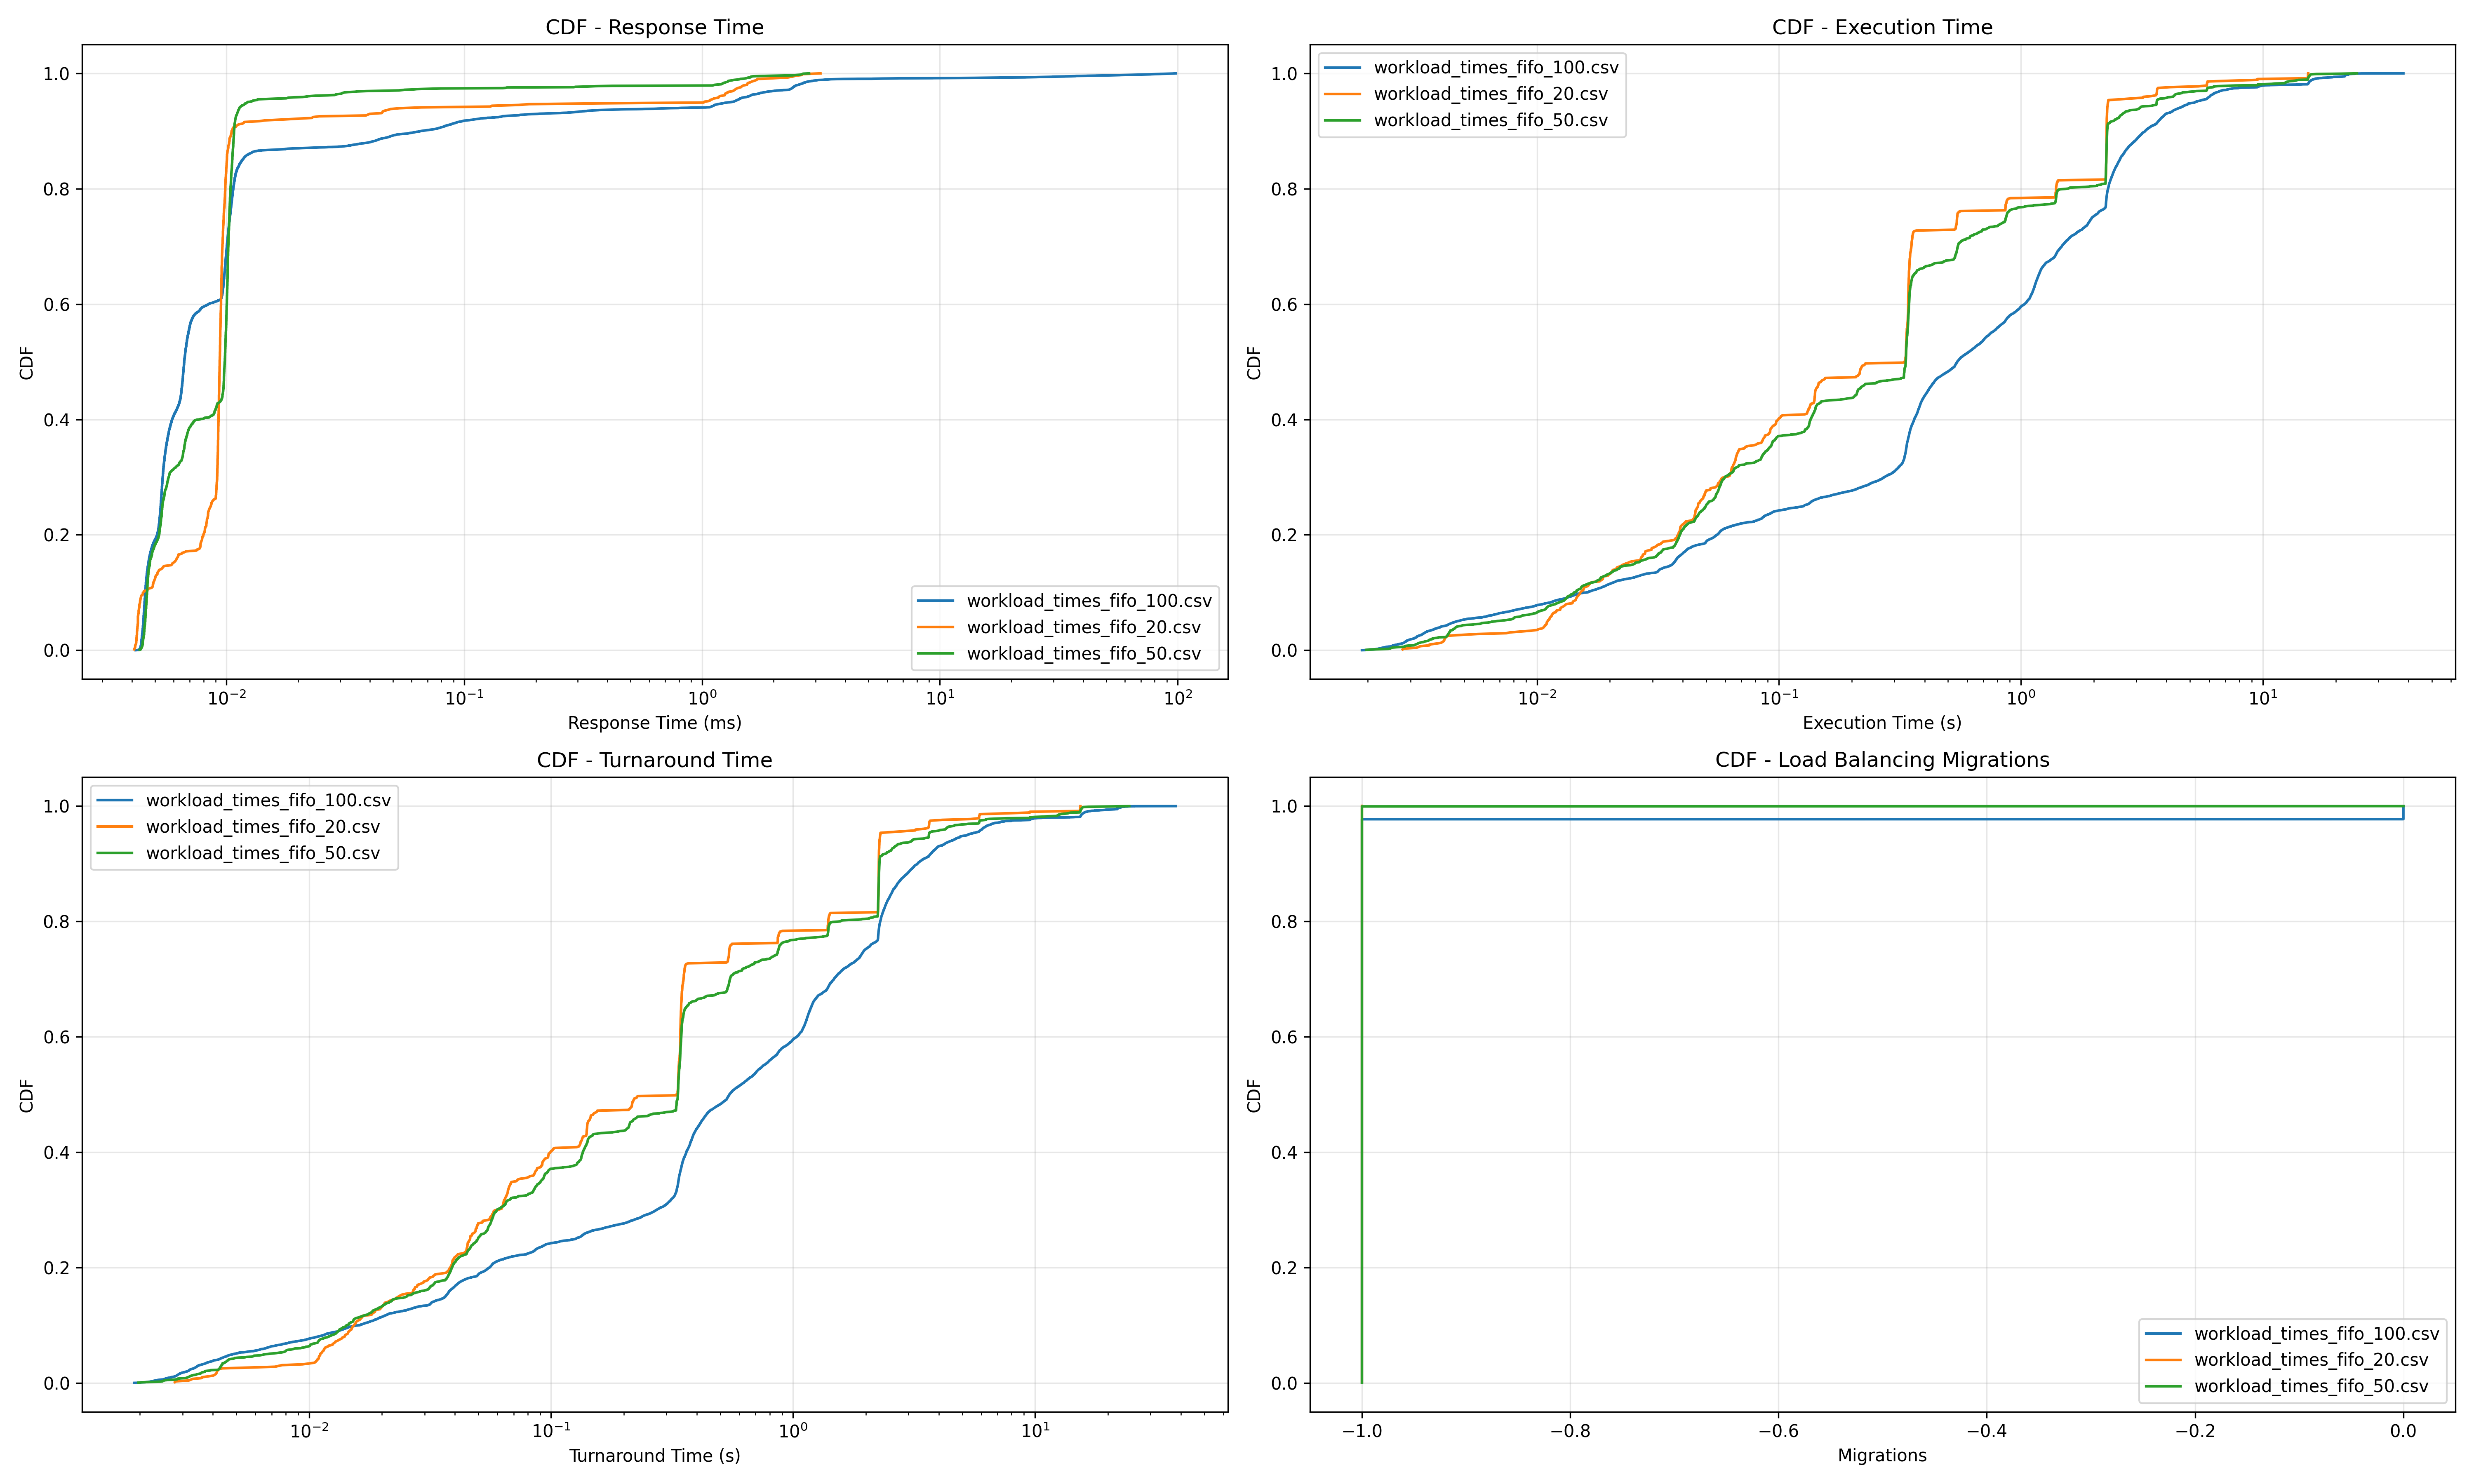 CDF - Response Time
CDF
1.0
0.8
0.6
0.4
0.2
0.0
workload_times_fifo_100.csv
workload_times_fifo_20.csv
workload_times_fifo_50.csv
10⁻² 10⁻¹ 10⁰ 10¹ 10²
Response Time (ms)
CDF - Execution Time
CDF
1.0
0.8
0.6
0.4
0.2
0.0
workload_times_fifo_100.csv
workload_times_fifo_20.csv
workload_times_fifo_50.csv
10⁻² 10⁻¹ 10⁰ 10¹
Execution Time (s)
CDF - Turnaround Time
CDF
1.0
0.8
0.6
0.4
0.2
0.0
workload_times_fifo_100.csv
workload_times_fifo_20.csv
workload_times_fifo_50.csv
10⁻² 10⁻¹ 10⁰ 10¹
Turnaround Time (s)
CDF - Load Balancing Migrations
CDF
1.0
0.8
0.6
0.4
0.2
0.0
workload_times_fifo_100.csv
workload_times_fifo_20.csv
workload_times_fifo_50.csv
−1.0 −0.8 −0.6 −0.4 −0.2 0.0
Migrations